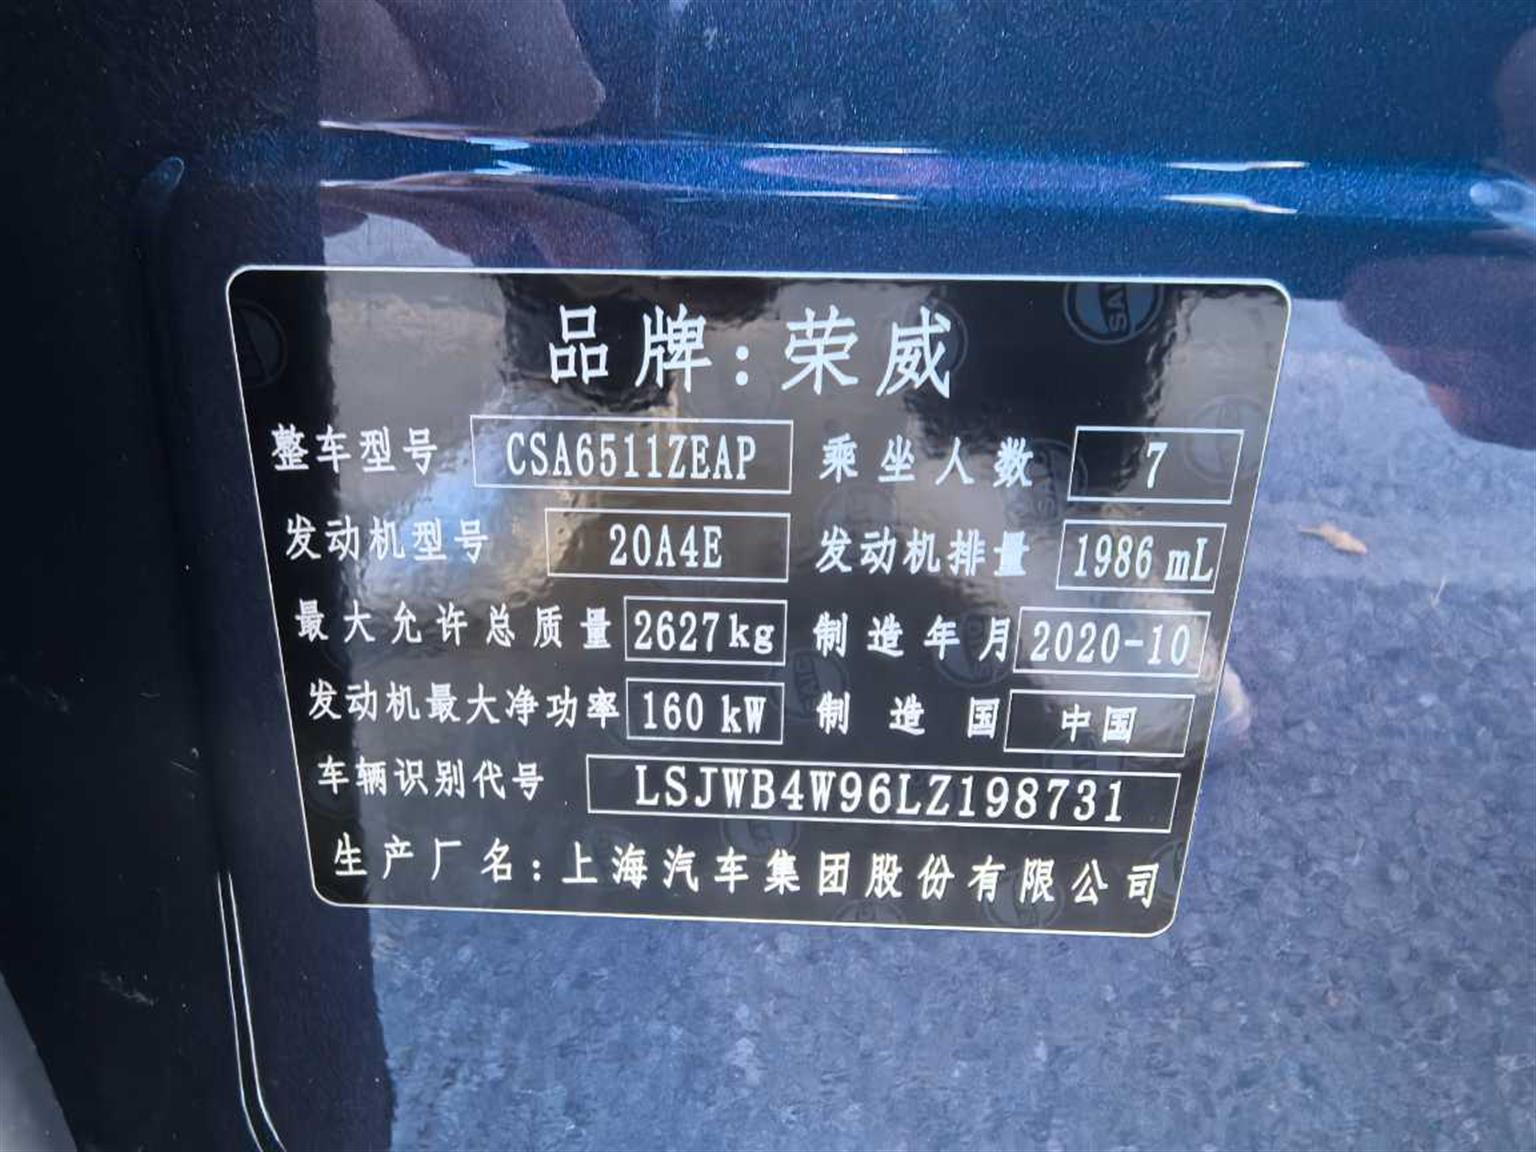 品牌:荣威
整车型号 CSA6511ZEAP 乘坐人数 7
发动机型号 20A4E 发动机排量 1986 mL
最大允许总质量 2627kg 制造年月 2020-10
发动机最大净功率 160 kW 制造国 中国
车辆识别代号 LSJWB4W96LZ198731
生产厂名:上海汽车集团股份有限公司
SAIC